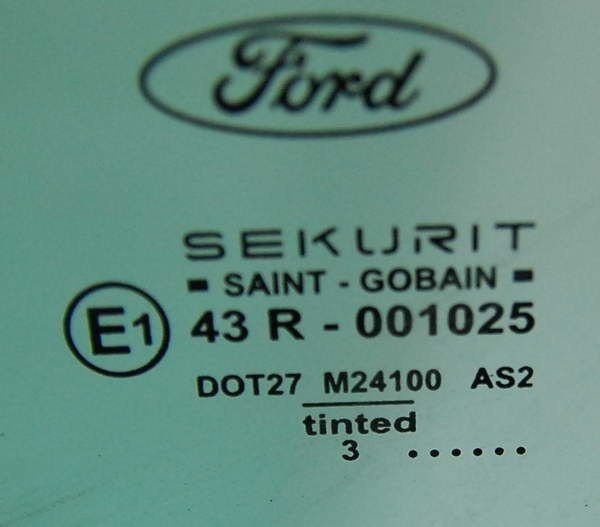 Ford
SEKURIT
SAINT - GOBAIN
E1 43 R - 001025
DOT27 M24100 AS2
tinted
3 ......